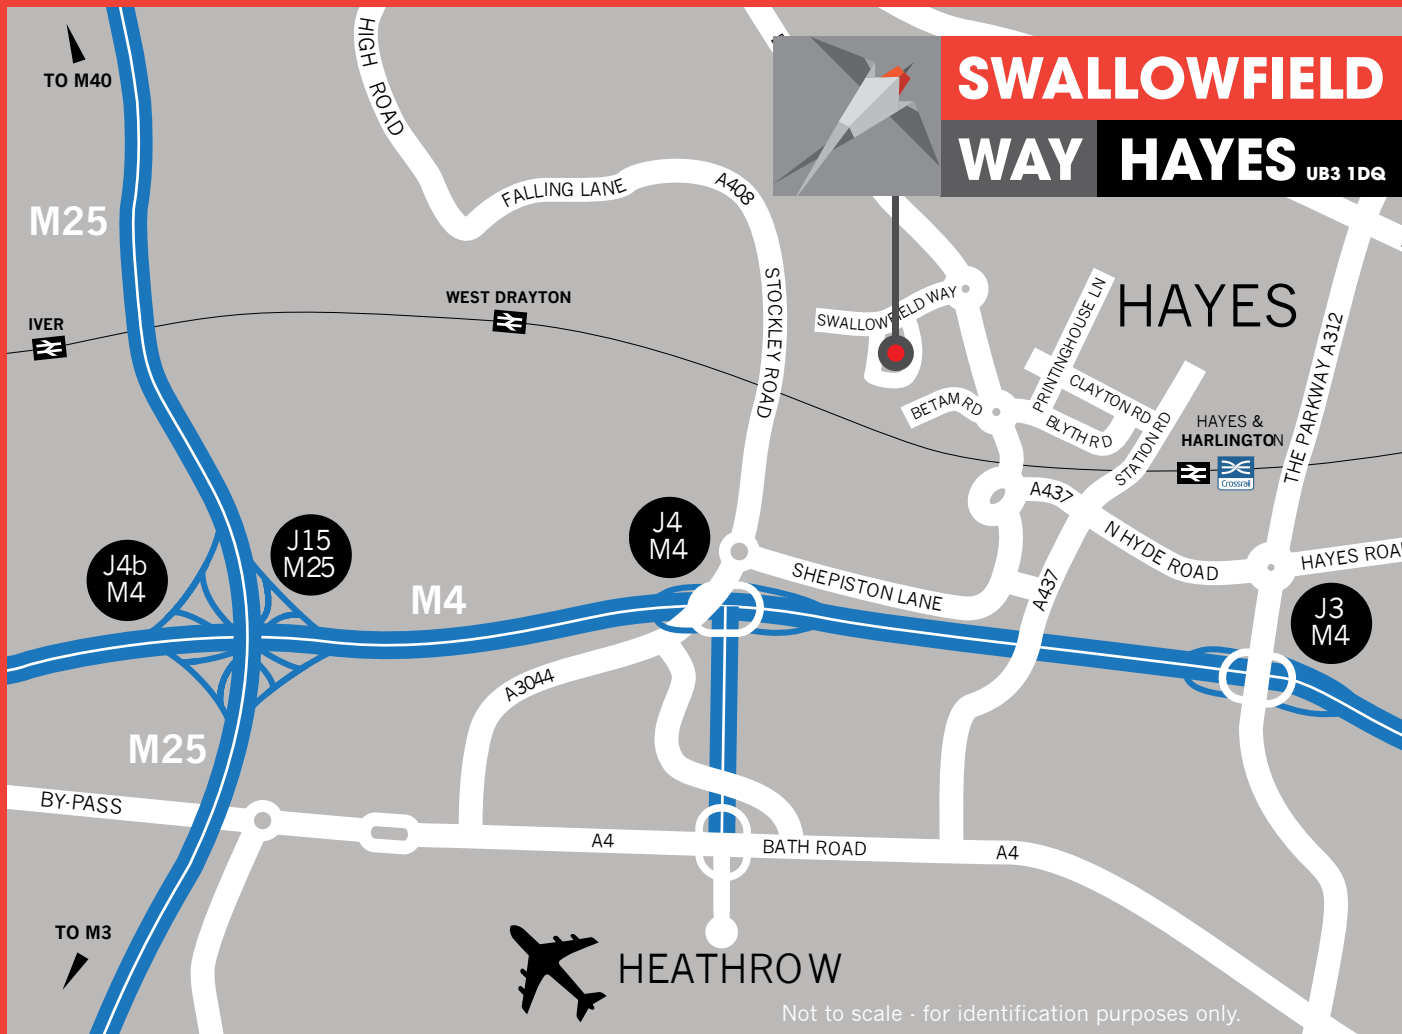 SWALLOWFIELD
WAY HAYES UB3 1DQ
TO M40
HIGH ROAD
M25
FALLING LANE
A408
STOCKLEY ROAD
WEST DRAYTON
IVER
SWALLOWFIELD WAY
PRINTINGHOUSE LN
HAYES
THE PARKWAY A312
CLAYTON RD
BETAM RD
BLYTH RD
STATION RD
HAYES &
HARLINGTON
Crossrail
A437
N HYDE ROAD
HAYES ROA
J4b
M4
J15
M25
J4
M4
SHEPISTON LANE
A437
J3
M4
M4
A3044
M25
BY-PASS
A4
BATH ROAD
A4
TO M3
HEATHROW
Not to scale - for identification purposes only.